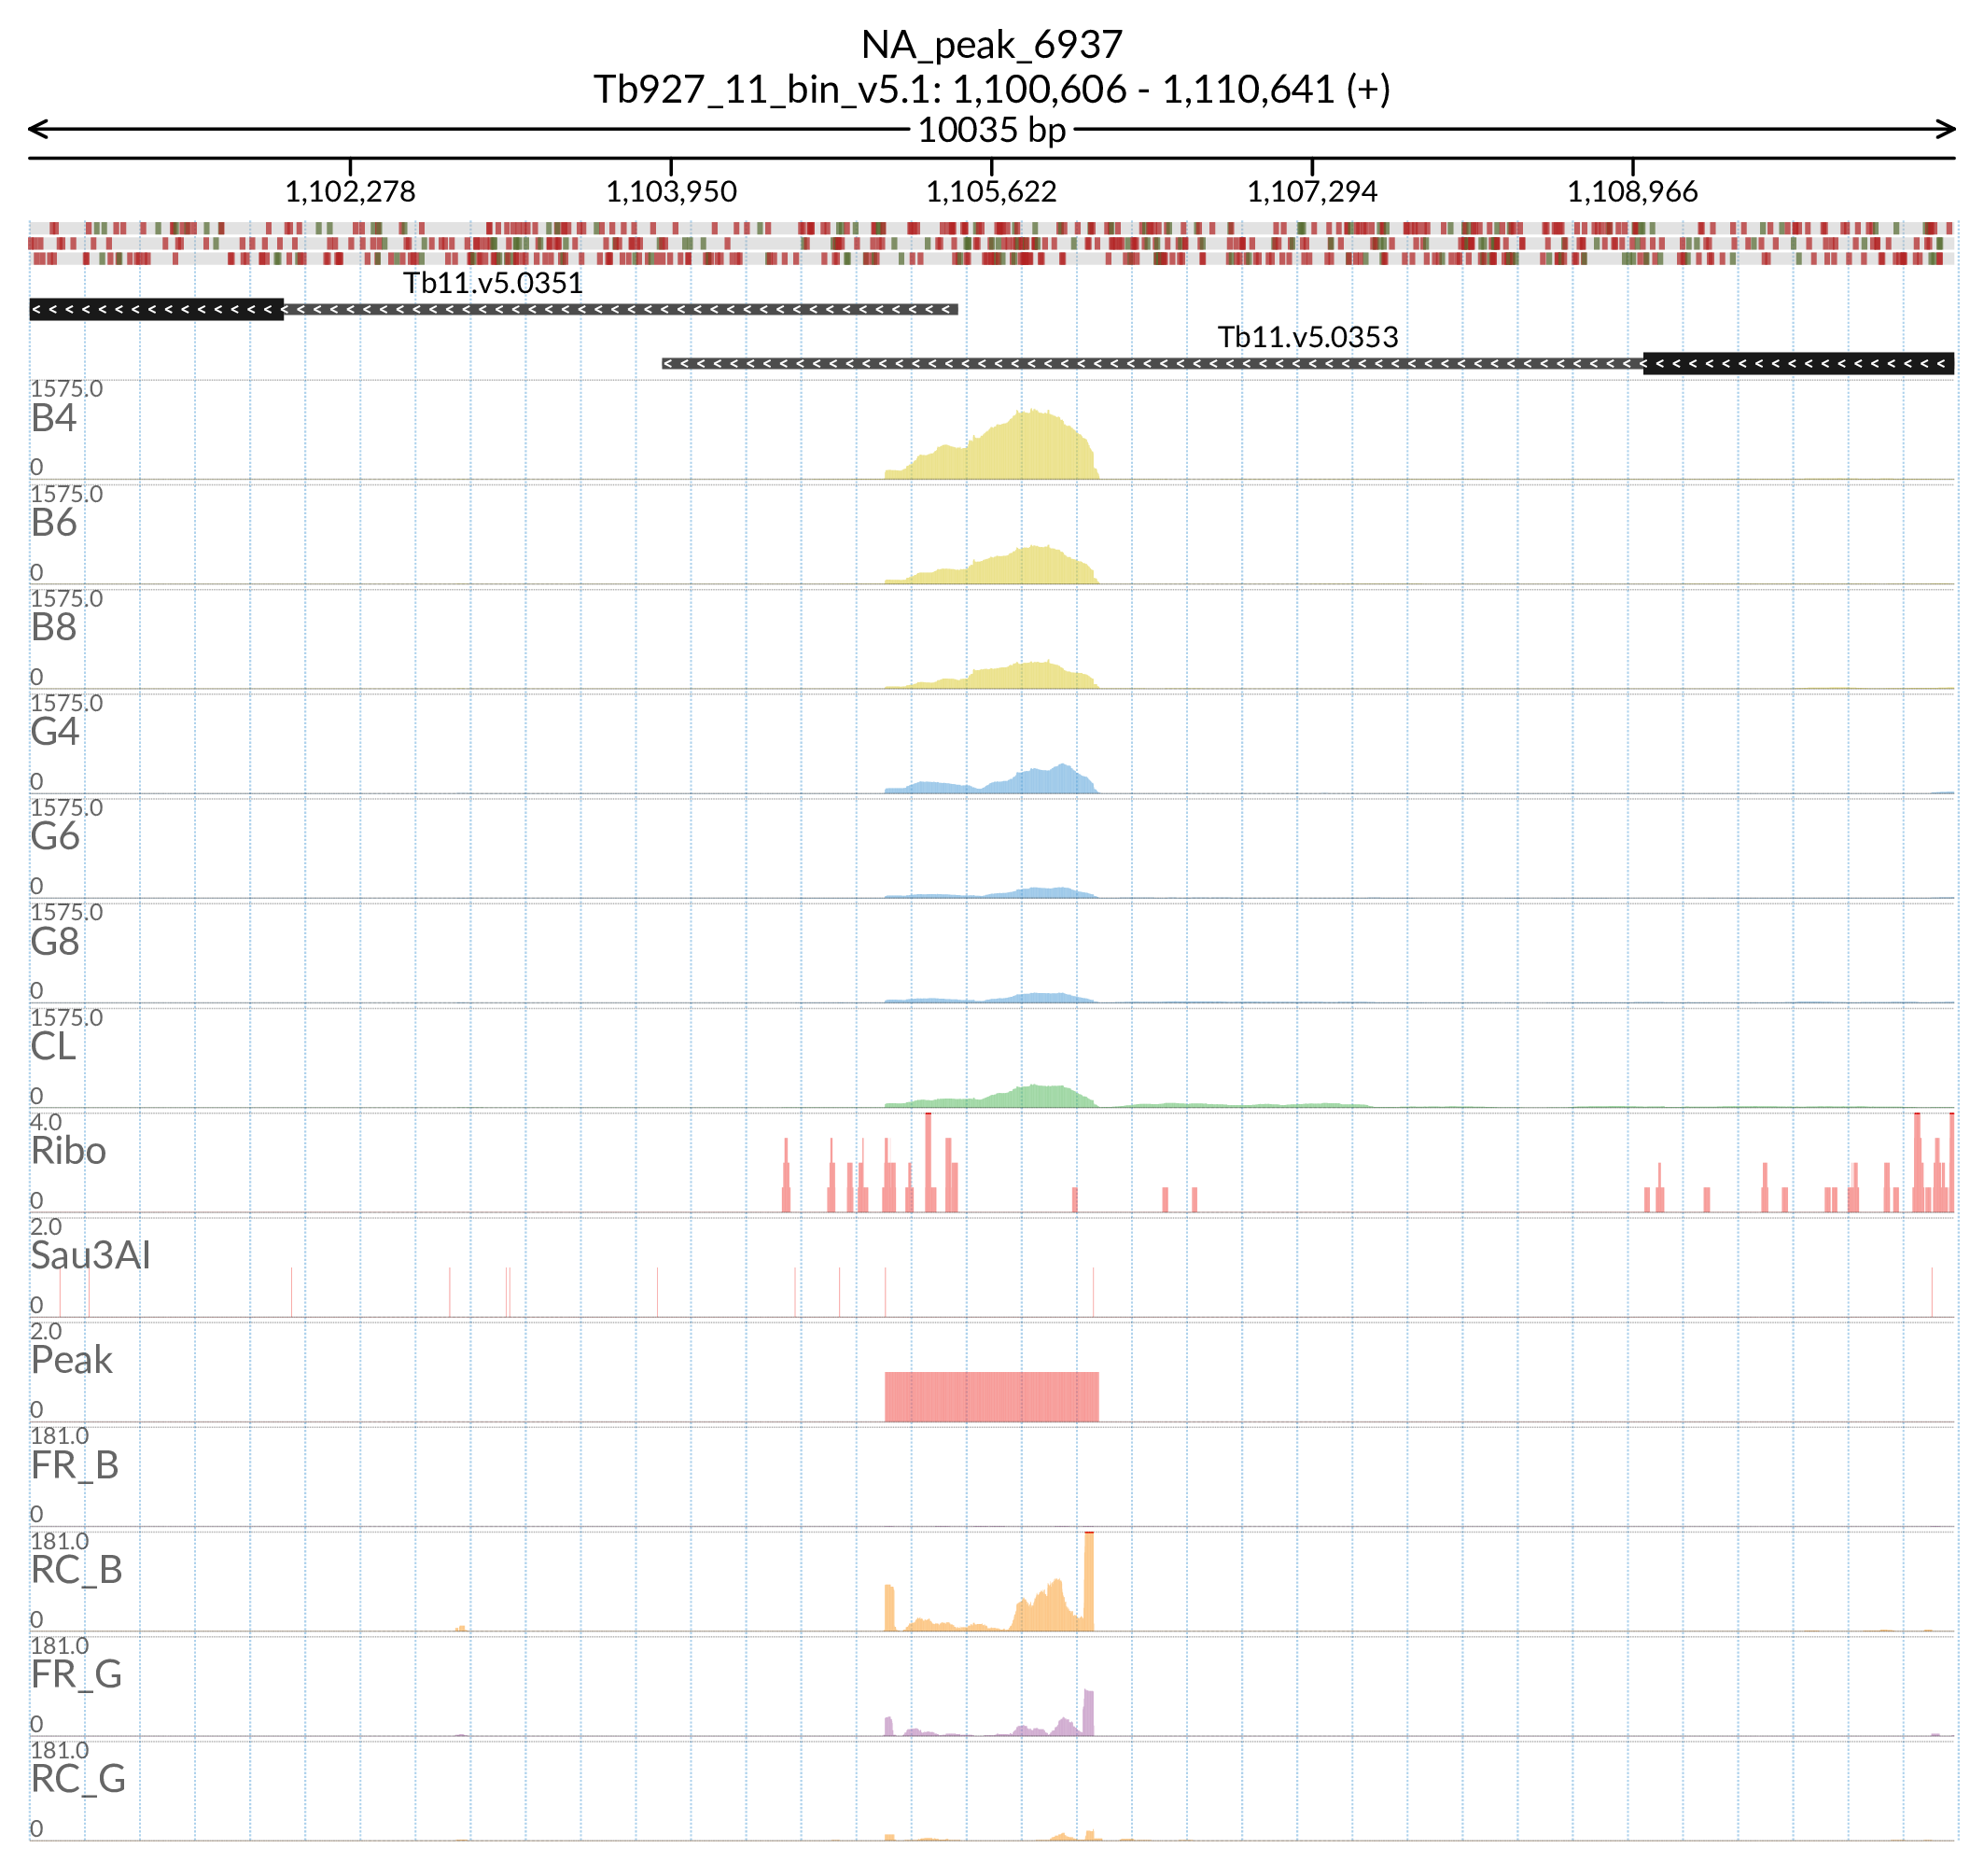 NA_peak_6937
Tb927_11_bin_v5.1: 1,100,606 - 1,110,641 (+)
10035 bp
1,102,278 1,103,950 1,105,622 1,107,294 1,108,966
Tb11.v5.0351
Tb11.v5.0353
1575.0
B4
0
1575.0
B6
0
1575.0
B8
0
1575.0
G4
0
1575.0
G6
0
1575.0
G8
0
1575.0
CL
0
4.0
Ribo
0
2.0
Sau3AI
0
2.0
Peak
0
181.0
FR_B
0
181.0
RC_B
0
181.0
FR_G
0
181.0
RC_G
0